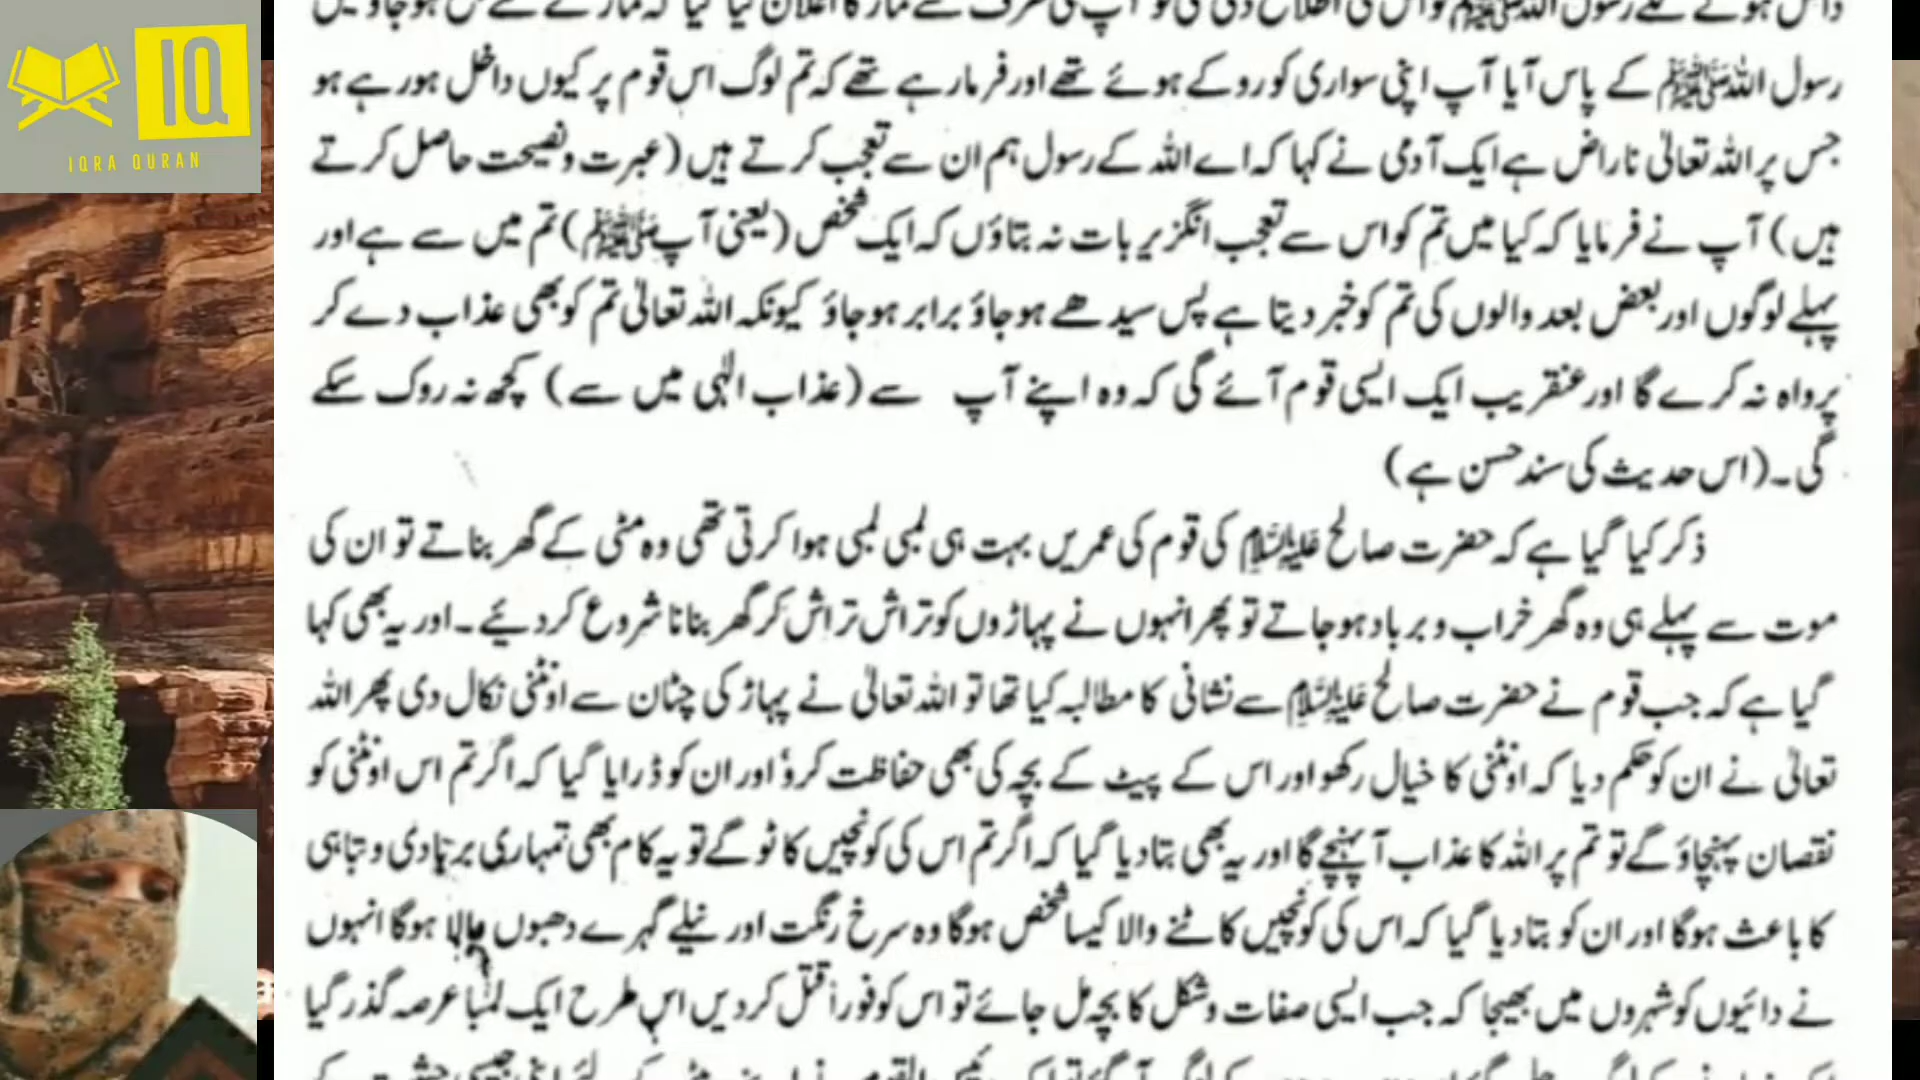 IQ
IQRA QURAN
رسول اللہ ﷺ کے پاس آیا آپ اپنی سواری کو روکے ہوئے تھے اور فرما رہے تھے کہ تم لوگ اس قوم پر کیوں داخل ہو رہے ہو
جس پر اللہ تعالیٰ ناراض ہے ایک آدمی نے کہا کہ اے اللہ کے رسول ہم ان سے تعجب کرتے ہیں (عبرت و نصیحت حاصل کرتے
ہیں) آپ نے فرمایا کہ کیا میں تم کو اس سے تعجب انگزیر بات نہ بتاؤں کہ ایک شخص (یعنی آپ ﷺ) تم میں سے ہے اور
پہلے لوگوں اور بعض بعد والوں کی تم کو خبر دیتا ہے پس سیدھے ہو جاؤ برابر ہو جاؤ کیونکہ اللہ تعالیٰ تم کو بھی عذاب دے کر
پرواہ نہ کرے گا اور عنقریب ایک ایسی قوم آئے گی کہ وہ اپنے آپ سے (عذاب الٰہی میں سے) کچھ نہ روک سکے
گی۔ (اس حدیث کی سند حسن ہے)
ذکر کیا گیا ہے کہ حضرت صالح علیہ السلام کی قوم کی عمریں بہت ہی لمبی لمبی ہوا کرتی تھی وہ مٹی کے گھر بناتے تو ان کی
موت سے پہلے ہی وہ گھر خراب و برباد ہو جاتے تو پھر انہوں نے پہاڑوں کو تراش تراش کر گھر بنانا شروع کر دیئے۔ اور یہ بھی کہا
گیا ہے کہ جب قوم نے حضرت صالح علیہ السلام سے نشانی کا مطالبہ کیا تھا تو اللہ تعالیٰ نے پہاڑ کی چٹان سے اونٹنی نکال دی پھر اللہ
تعالیٰ نے ان کو حکم دیا کہ اونٹنی کا خیال رکھو اور اس کے پیٹ کے بچہ کی بھی حفاظت کرو اور ان کو ڈرایا گیا کہ اگر تم اس اونٹنی کو
نقصان پہنچاؤ گے تو تم پر اللہ کا عذاب آ پہنچے گا اور یہ بھی بتا دیا گیا کہ اگر تم اس کی کونچیں کاٹو گے تو یہ کام بھی تمہاری بربادی و تباہی
کا باعث ہوگا اور ان کو بتا دیا گیا کہ اس کی کونچیں کاٹنے والا کیسا شخص ہوگا وہ سرخ رنگت اور نیلے گہرے دھبوں والا ہوگا انہوں
نے دائیوں کو شہروں میں بھیجا کہ جب ایسی صفات و شکل کا بچہ مل جائے تو اس کو فوراً قتل کر دیں اس طرح ایک لمبا عرصہ گذر گیا